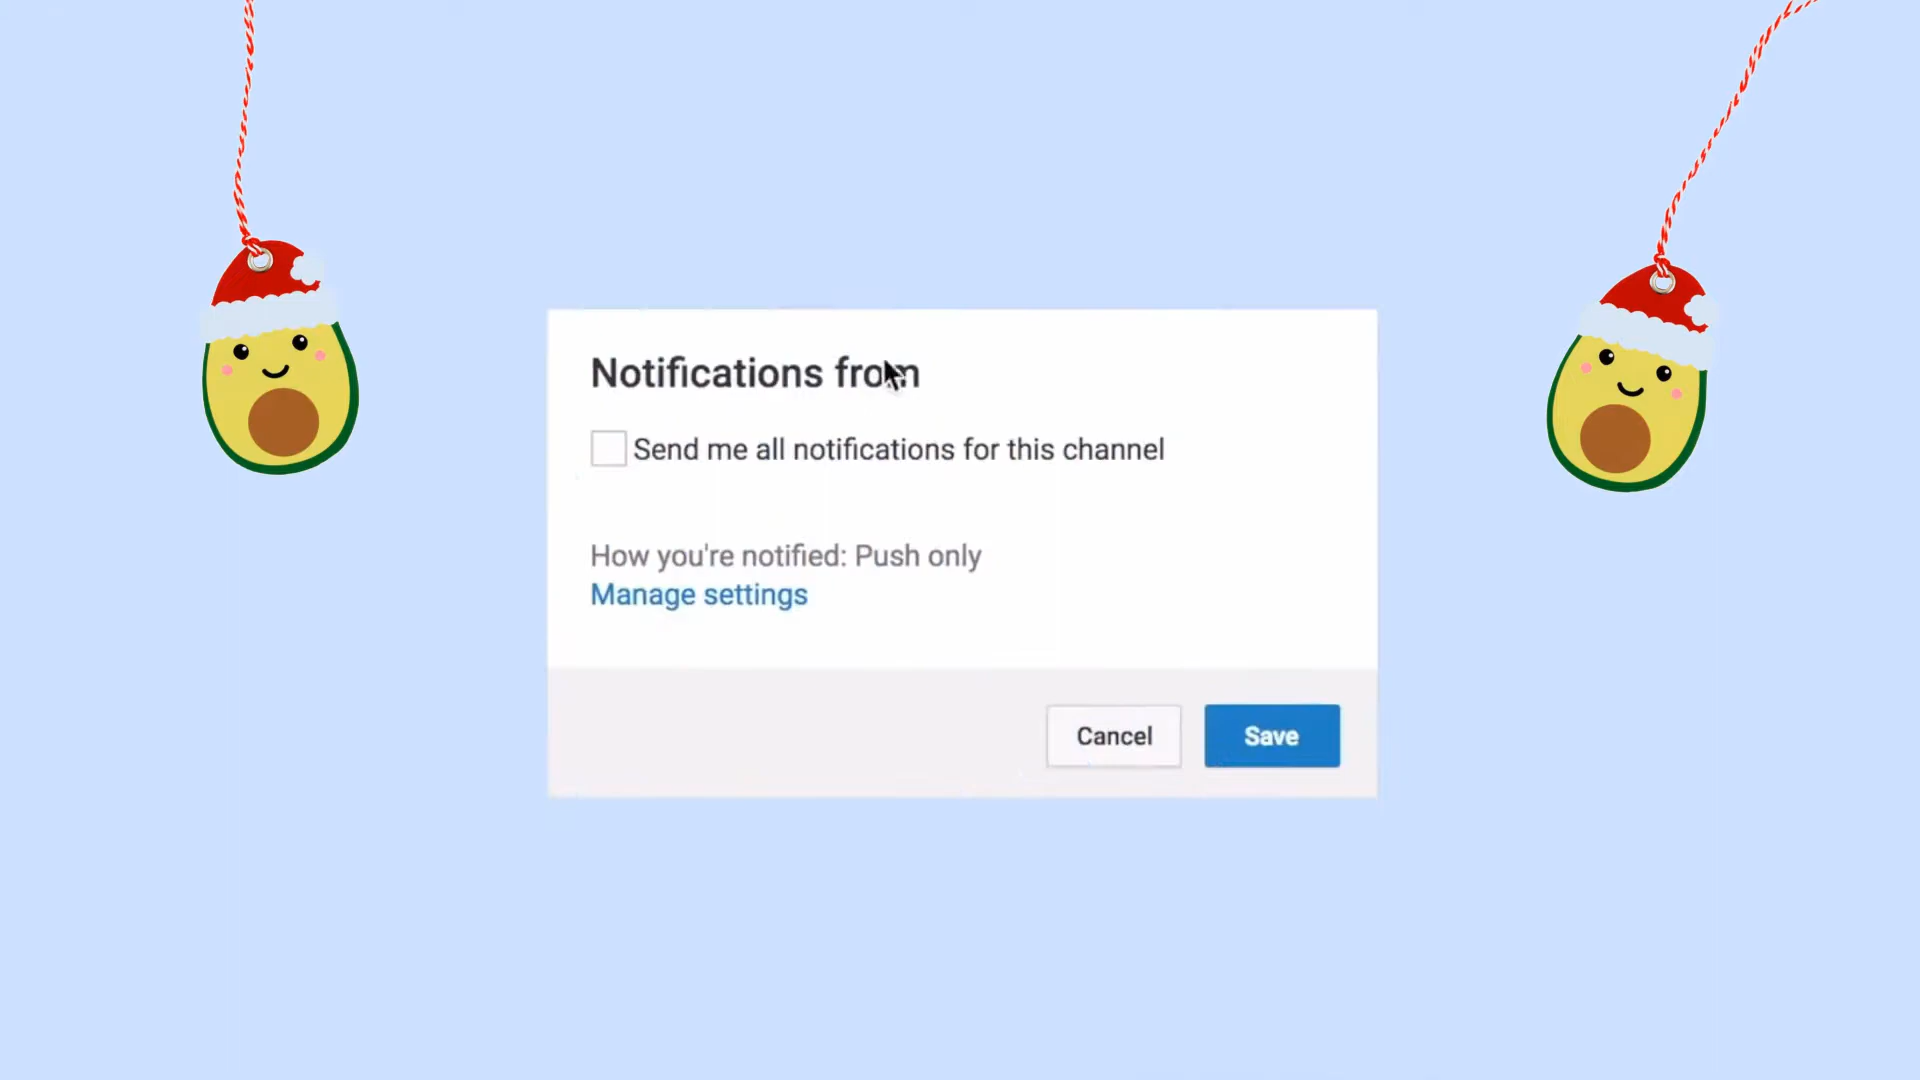 Notifications from
Send me all notifications for this channel
How you're notified: Push only
Manage settings
Cancel
Save